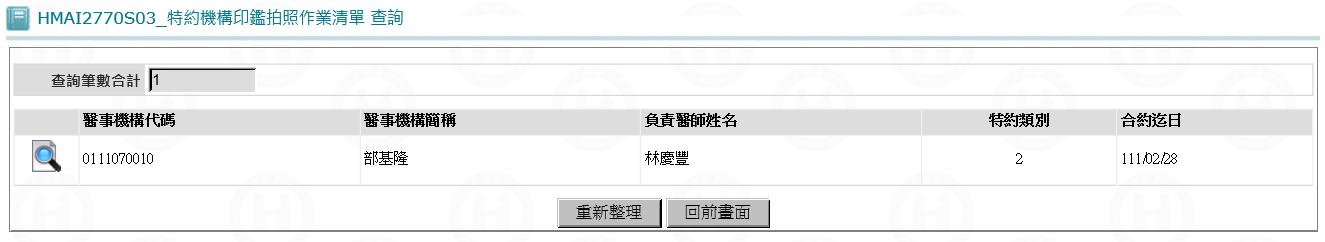 HMAI2770S03_特約機構印鑑拍照作業清單 查詢
查詢筆數合計 1
醫事機構代碼 醫事機構簡稱 負責醫師姓名 特約類別 合約迄日
0111070010 部基隆 林慶豐 2 111/02/28
重新整理 回前畫面